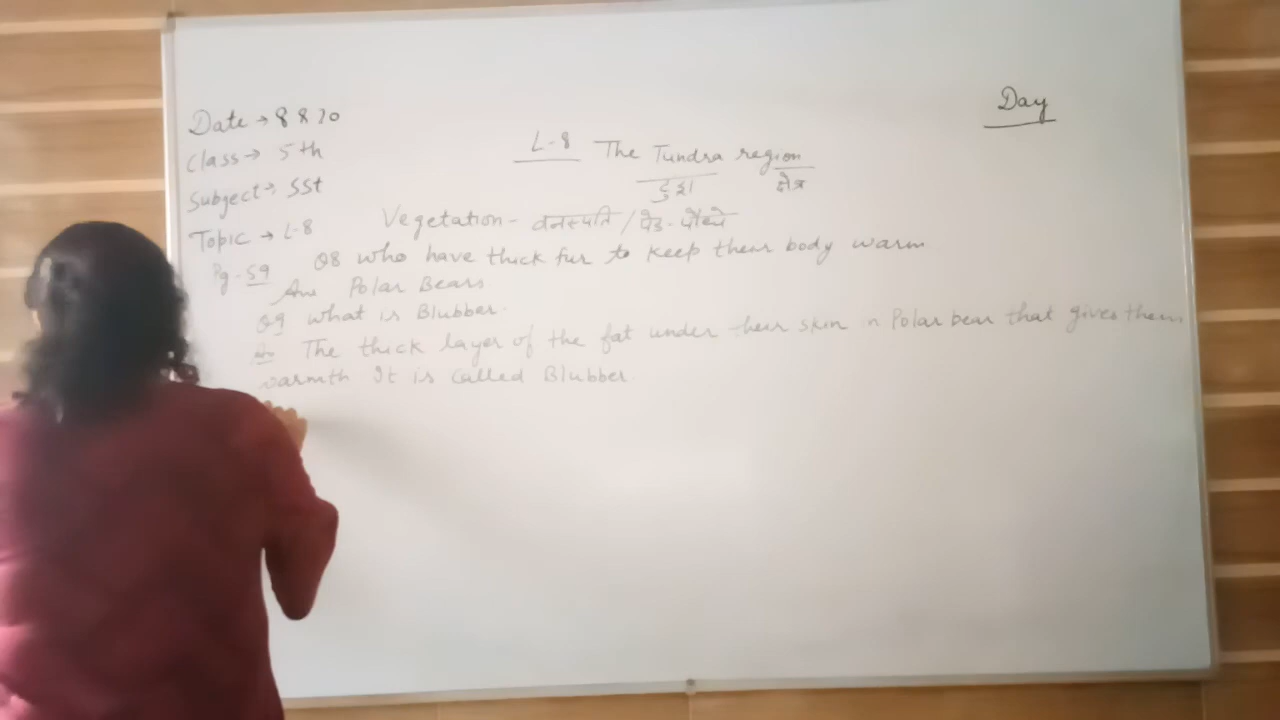 Day
Date → 8 8 20
Class → 5th
Subject → SSt
Topic → L-8
L-8 The Tundra region
टुंड्रा क्षेत्र
Vegetation - वनस्पति / पेड़-पौधे
Pg-59
Q8 who have thick fur to keep their body warm
Ans Polar Bears
Q9 what is Blubber.
Ans The thick layer of the fat under their skin in Polar bear that gives them
warmth It is called Blubber.